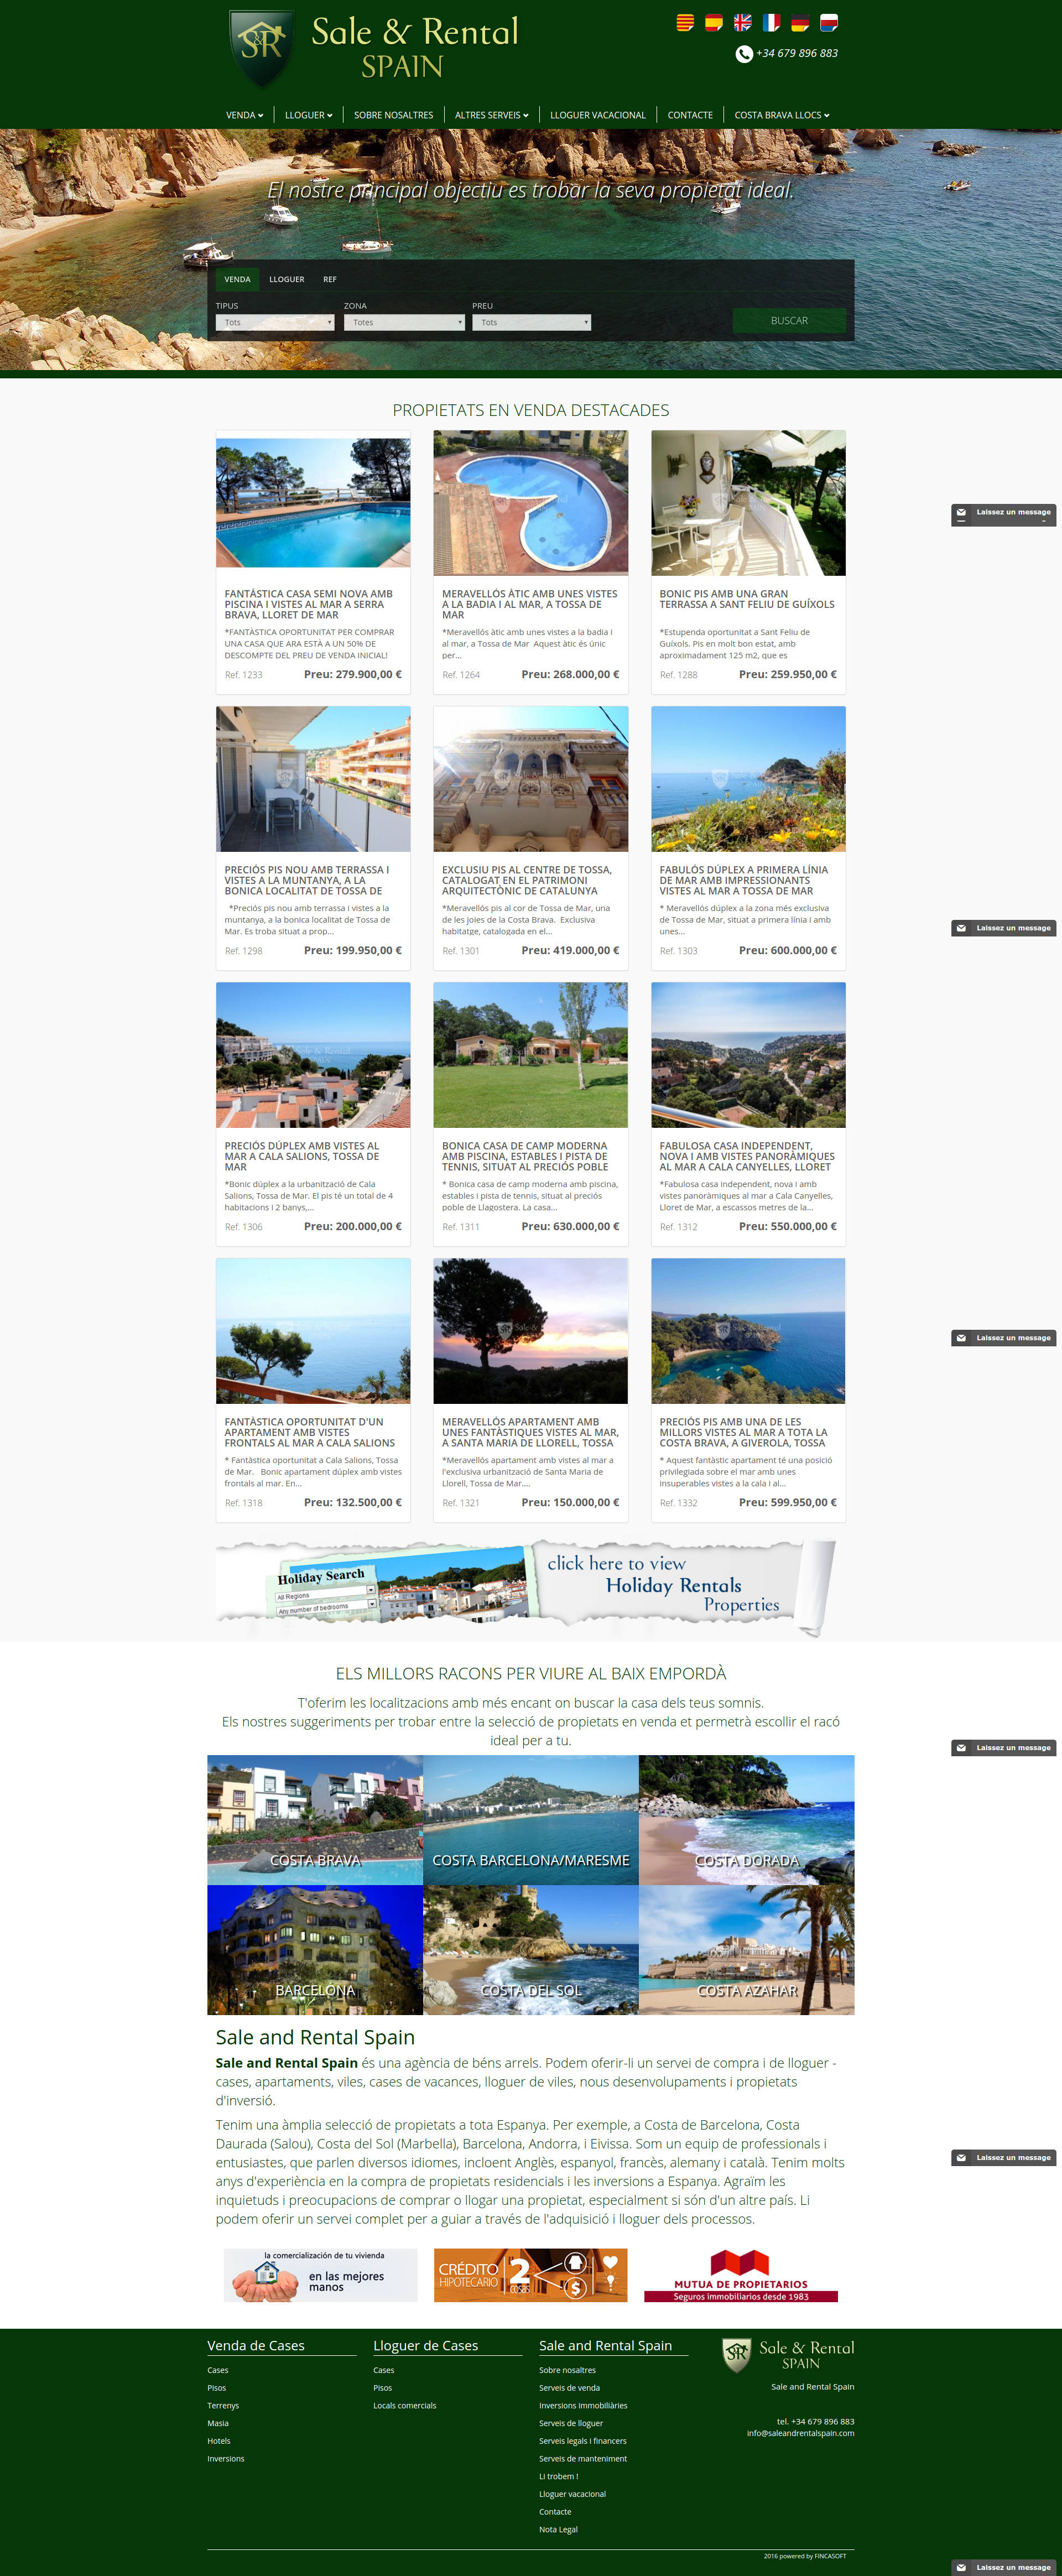 S&R
Sale & Rental
SPAIN
+34 679 896 883
VENDA
LLOGUER
SOBRE NOSALTRES
ALTRES SERVEIS
LLOGUER VACACIONAL
CONTACTE
COSTA BRAVA LLOCS
El nostre principal objectiu es trobar la seva propietat ideal.
VENDA
LLOGUER
REF
TIPUS
ZONA
PREU
Tots
Totes
Tots
BUSCAR
PROPIETATS EN VENDA DESTACADES
FANTÀSTICA CASA SEMI NOVA AMB
PISCINA I VISTES AL MAR A SERRA
BRAVA, LLORET DE MAR
*FANTÀSTICA OPORTUNITAT PER COMPRAR
UNA CASA QUE ARA ESTÀ A UN 50% DE
DESCOMPTE DEL PREU DE VENDA INICIAL!
Ref. 1233
Preu: 279.900,00 €
MERAVELLÓS ÀTIC AMB UNES VISTES
A LA BADIA I AL MAR, A TOSSA DE
MAR
*Meravellós àtic amb unes vistes a la badia i
al mar, a Tossa de Mar  Aquest àtic és únic
per...
Ref. 1264
Preu: 268.000,00 €
BONIC PIS AMB UNA GRAN
TERRASSA A SANT FELIU DE GUÍXOLS
*Estupenda oportunitat a Sant Feliu de
Guíxols. Pis en molt bon estat, amb
aproximadament 125 m2, que es
Ref. 1288
Preu: 259.950,00 €
Laissez un message
PRECIÓS PIS NOU AMB TERRASSA I
VISTES A LA MUNTANYA, A LA
BONICA LOCALITAT DE TOSSA DE
*Preciós pis nou amb terrassa i vistes a la
muntanya, a la bonica localitat de Tossa de
Mar. Es troba situat a prop...
Ref. 1298
Preu: 199.950,00 €
EXCLUSIU PIS AL CENTRE DE TOSSA,
CATALOGAT EN EL PATRIMONI
ARQUITECTÒNIC DE CATALUNYA
*Meravellós pis al cor de Tossa de Mar, una
de les joies de la Costa Brava.  Exclusiva
habitatge, catalogada en el...
Ref. 1301
Preu: 419.000,00 €
FABULÓS DÚPLEX A PRIMERA LÍNIA
DE MAR AMB IMPRESSIONANTS
VISTES AL MAR A TOSSA DE MAR
* Meravellós dúplex a la zona més exclusiva
de Tossa de Mar, situat a primera línia i amb
unes...
Ref. 1303
Preu: 600.000,00 €
Laissez un message
PRECIÓS DÚPLEX AMB VISTES AL
MAR A CALA SALIONS, TOSSA DE
MAR
*Bonic dúplex a la urbanització de Cala
Salions, Tossa de Mar. El pis té un total de 4
habitacions i 2 banys,...
Ref. 1306
Preu: 200.000,00 €
BONICA CASA DE CAMP MODERNA
AMB PISCINA, ESTABLES I PISTA DE
TENNIS, SITUAT AL PRECIÓS POBLE
* Bonica casa de camp moderna amb piscina,
estables i pista de tennis, situat al preciós
poble de Llagostera. La casa...
Ref. 1311
Preu: 630.000,00 €
FABULOSA CASA INDEPENDENT,
NOVA I AMB VISTES PANORÀMIQUES
AL MAR A CALA CANYELLES, LLORET
*Fabulosa casa independent, nova i amb
vistes panoràmiques al mar a Cala Canyelles,
Lloret de Mar, a escassos metres de la...
Ref. 1312
Preu: 550.000,00 €
Laissez un message
FANTÀSTICA OPORTUNITAT D'UN
APARTAMENT AMB VISTES
FRONTALS AL MAR A CALA SALIONS
* Fantàstica oportunitat a Cala Salions, Tossa
de Mar.   Bonic apartament dúplex amb vistes
frontals al mar. En...
Ref. 1318
Preu: 132.500,00 €
MERAVELLÓS APARTAMENT AMB
UNES FANTÀSTIQUES VISTES AL MAR,
A SANTA MARIA DE LLORELL, TOSSA
*Meravellós apartament amb vistes al mar a
l'exclusiva urbanització de Santa Maria de
Llorell, Tossa de Mar....
Ref. 1321
Preu: 150.000,00 €
PRECIÓS PIS AMB UNA DE LES
MILLORS VISTES AL MAR A TOTA LA
COSTA BRAVA, A GIVEROLA, TOSSA
* Aquest fantàstic apartament té una posició
privilegiada sobre el mar amb unes
insuperables vistes a la cala i al...
Ref. 1332
Preu: 599.950,00 €
Holiday Search
All Regions
Any number of bedrooms
click here to view
Holiday Rentals
Properties
ELS MILLORS RACONS PER VIURE AL BAIX EMPORDÀ
T'oferim les localitzacions amb més encant on buscar la casa dels teus somnis.
Els nostres suggeriments per trobar entre la selecció de propietats en venda et permetrà escollir el racó
ideal per a tu.
Laissez un message
COSTA BRAVA
COSTA BARCELONA/MARESME
COSTA DORADA
BARCELONA
COSTA DEL SOL
COSTA AZAHAR
Sale and Rental Spain
Sale and Rental Spain és una agència de béns arrels. Podem oferir-li un servei de compra i de lloguer -
cases, apartaments, viles, cases de vacances, lloguer de viles, nous desenvolupaments i propietats
d'inversió.
Tenim una àmplia selecció de propietats a tota Espanya. Per exemple, a Costa de Barcelona, Costa
Daurada (Salou), Costa del Sol (Marbella), Barcelona, Andorra, i Eivissa. Som un equip de professionals i
entusiastes, que parlen diversos idiomes, incloent Anglès, espanyol, francès, alemany i català. Tenim molts
anys d'experiència en la compra de propietats residencials i les inversions a Espanya. Agraïm les
inquietuds i preocupacions de comprar o llogar una propietat, especialment si són d'un altre país. Li
podem oferir un servei complet per a guiar a través de l'adquisició i lloguer dels processos.
Laissez un message
la comercialización de tu vivienda
en las mejores
manos
CRÉDITO
HIPOTECARIO
2
COSAS
MUTUA DE PROPIETARIOS
Seguros immobiliarios desde 1983
Venda de Cases
Cases
Pisos
Terrenys
Masia
Hotels
Inversions
Lloguer de Cases
Cases
Pisos
Locals comercials
Sale and Rental Spain
Sobre nosaltres
Serveis de venda
Inversions immobiliàries
Serveis de lloguer
Serveis legals i financers
Serveis de manteniment
Li trobem !
Lloguer vacacional
Contacte
Nota Legal
S&R
Sale & Rental
SPAIN
Sale and Rental Spain
tel. +34 679 896 883
info@saleandrentalspain.com
2016 powered by FINCASOFT
Laissez un message